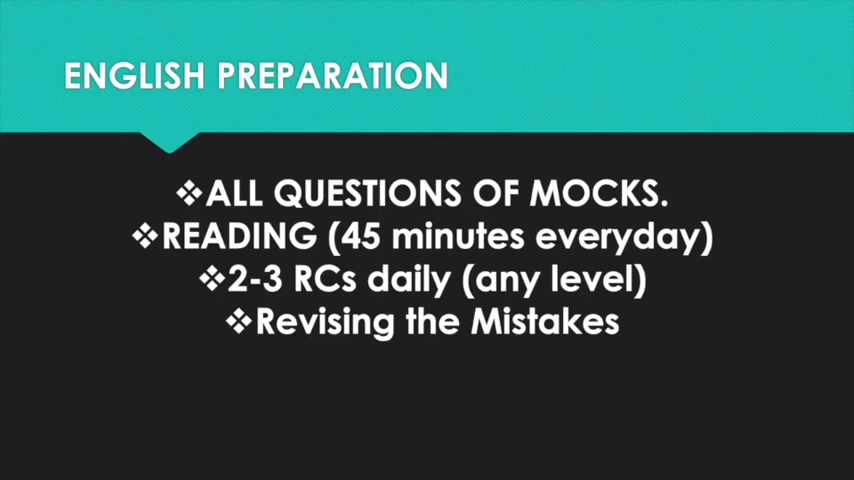 ENGLISH PREPARATION
❖ALL QUESTIONS OF MOCKS.
❖READING (45 minutes everyday)
❖2-3 RCs daily (any level)
❖Revising the Mistakes